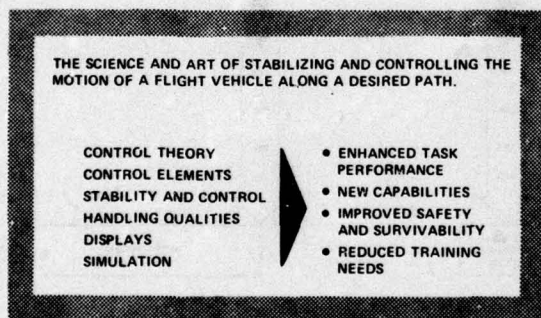 THE SCIENCE AND ART OF STABILIZING AND CONTROLLING THE
MOTION OF A FLIGHT VEHICLE ALONG A DESIRED PATH.
CONTROL THEORY
CONTROL ELEMENTS
STABILITY AND CONTROL
HANDLING QUALITIES
DISPLAYS
SIMULATION
• ENHANCED TASK
PERFORMANCE
• NEW CAPABILITIES
• IMPROVED SAFETY
AND SURVIVABILITY
• REDUCED TRAINING
NEEDS